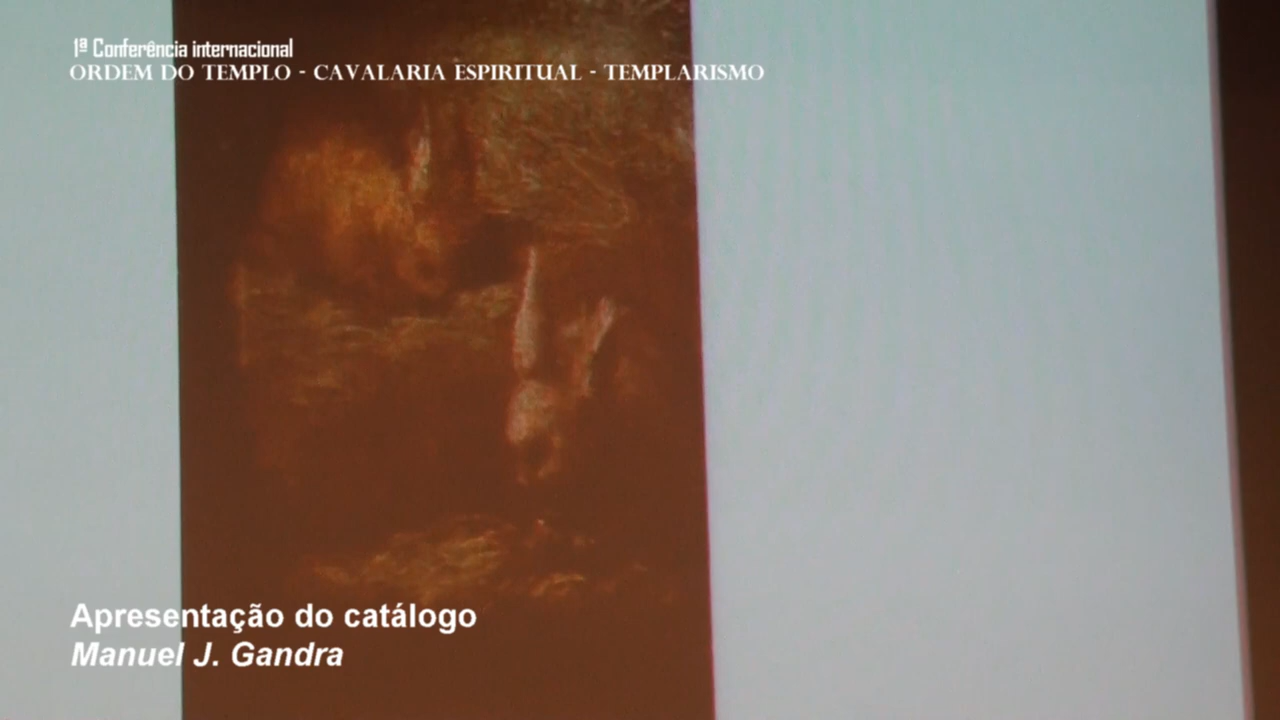 1ª Conferência internacional
ORDEM DO TEMPLO - CAVALARIA ESPIRITUAL - TEMPLARISMO
Apresentação do catálogo
Manuel J. Gandra